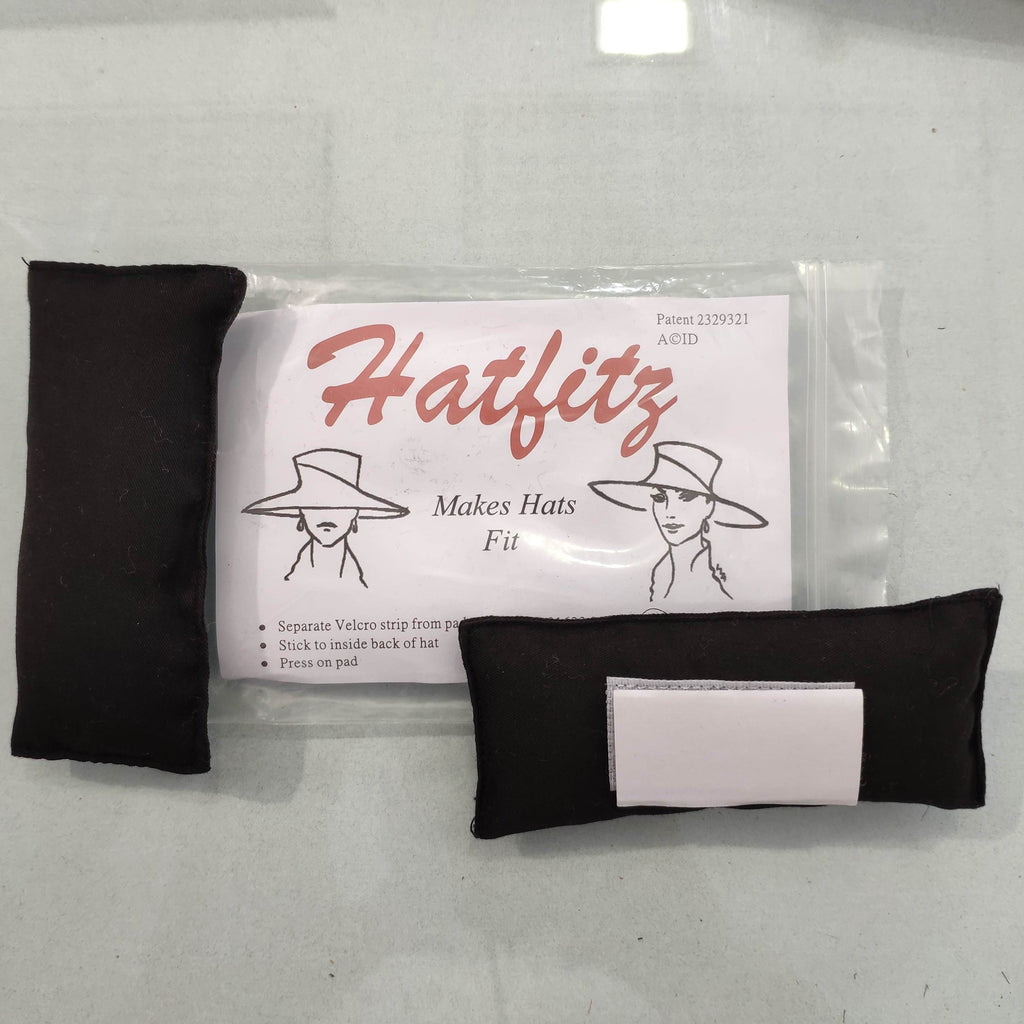 Patent 2329321
A©ID
Hatfitz
Makes Hats
Fit
• Separate Velcro strip from
• Stick to inside back of hat
• Press on pad